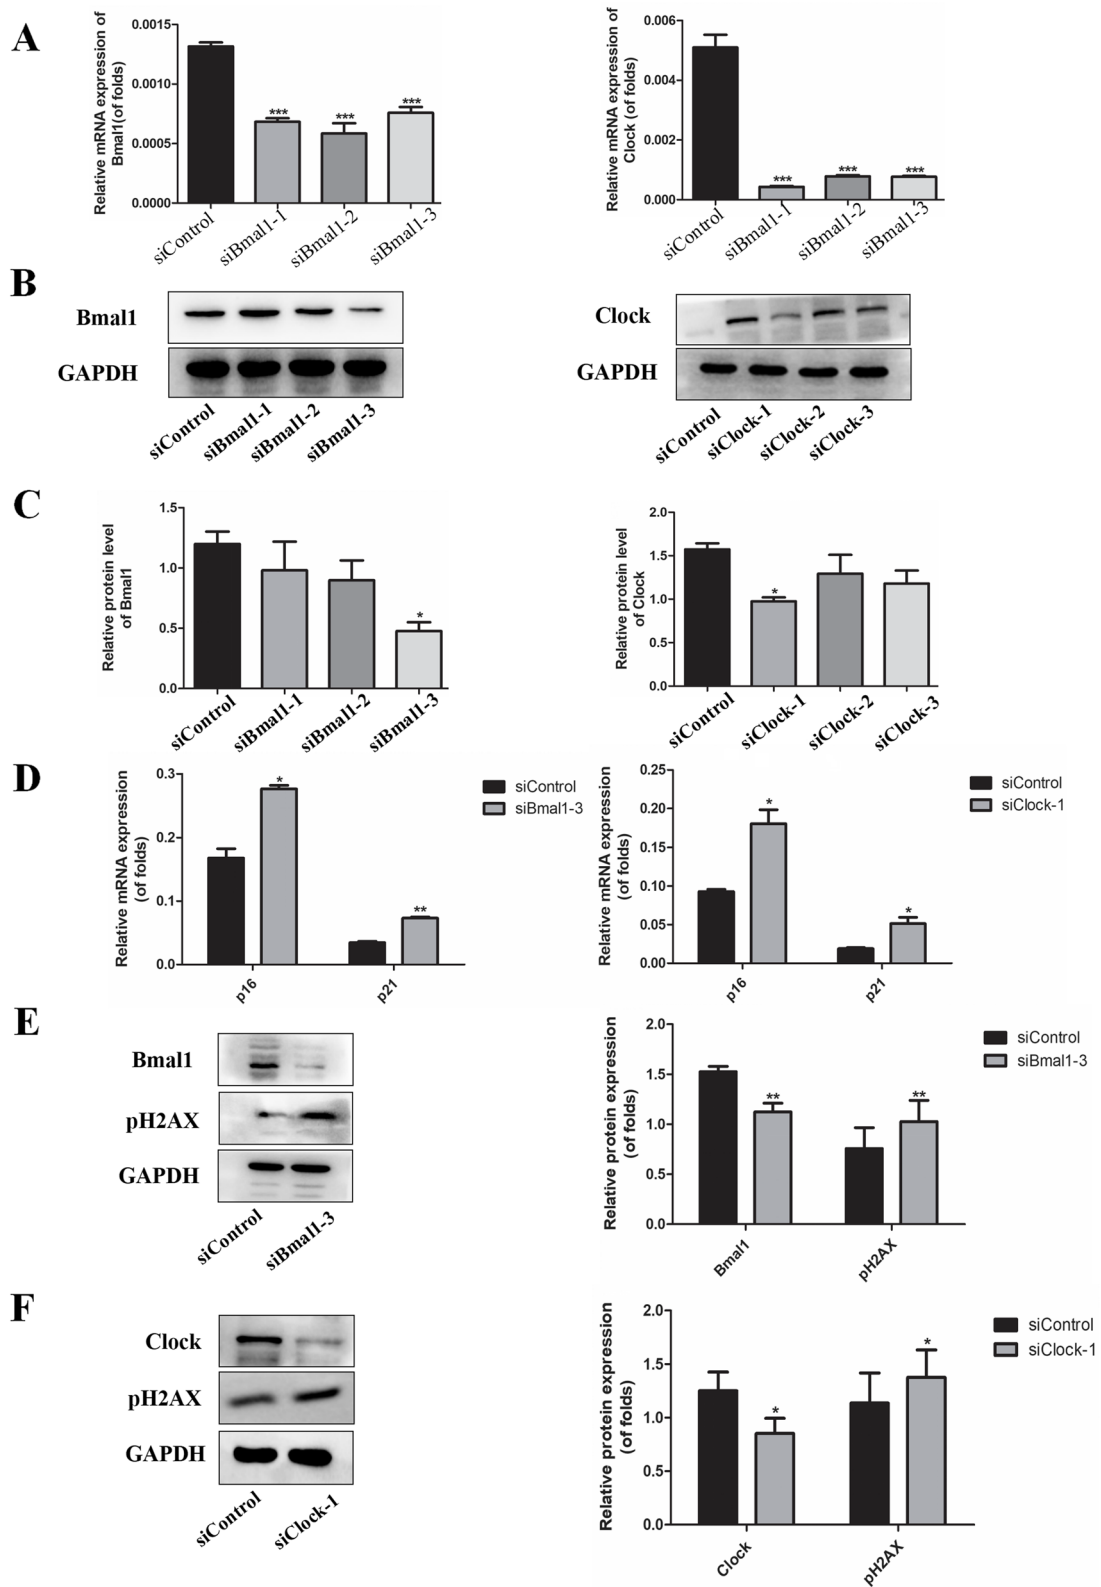 A
Relative mRNA expression of
Bmal1(of folds)
0.0015
0.0010
0.0005
0.0000
***
***
***
siControl
siBmal1-1
siBmal1-2
siBmal1-3
Relative mRNA expression of
Clock (of folds)
0.006
0.004
0.002
0.000
***
***
***
siControl
siBmal1-1
siBmal1-2
siBmal1-3
B
Bmal1
GAPDH
siControl
siBmal1-1
siBmal1-2
siBmal1-3
Clock
GAPDH
siControl
siClock-1
siClock-2
siClock-3
C
Relative protein level
of Bmal1
1.5
1.0
0.5
0.0
*
siControl
siBmal1-1
siBmal1-2
siBmal1-3
Relative protein level
of Clock
2.0
1.5
1.0
0.5
0.0
*
siControl
siClock-1
siClock-2
siClock-3
D
Relative mRNA expression
(of folds)
0.3
0.2
0.1
0.0
*
**
p16
p21
siControl
siBmal1-3
Relative mRNA expression
(of folds)
0.25
0.20
0.15
0.10
0.05
0.00
*
*
p16
p21
siControl
siClock-1
E
Bmal1
pH2AX
GAPDH
siControl
siBmal1-3
Relative protein expression
(of folds)
2.0
1.5
1.0
0.5
0.0
**
**
Bmal1
pH2AX
siControl
siBmal1-3
F
Clock
pH2AX
GAPDH
siControl
siClock-1
Relative protein expression
(of folds)
2.0
1.5
1.0
0.5
0.0
*
*
Clock
pH2AX
siControl
siClock-1